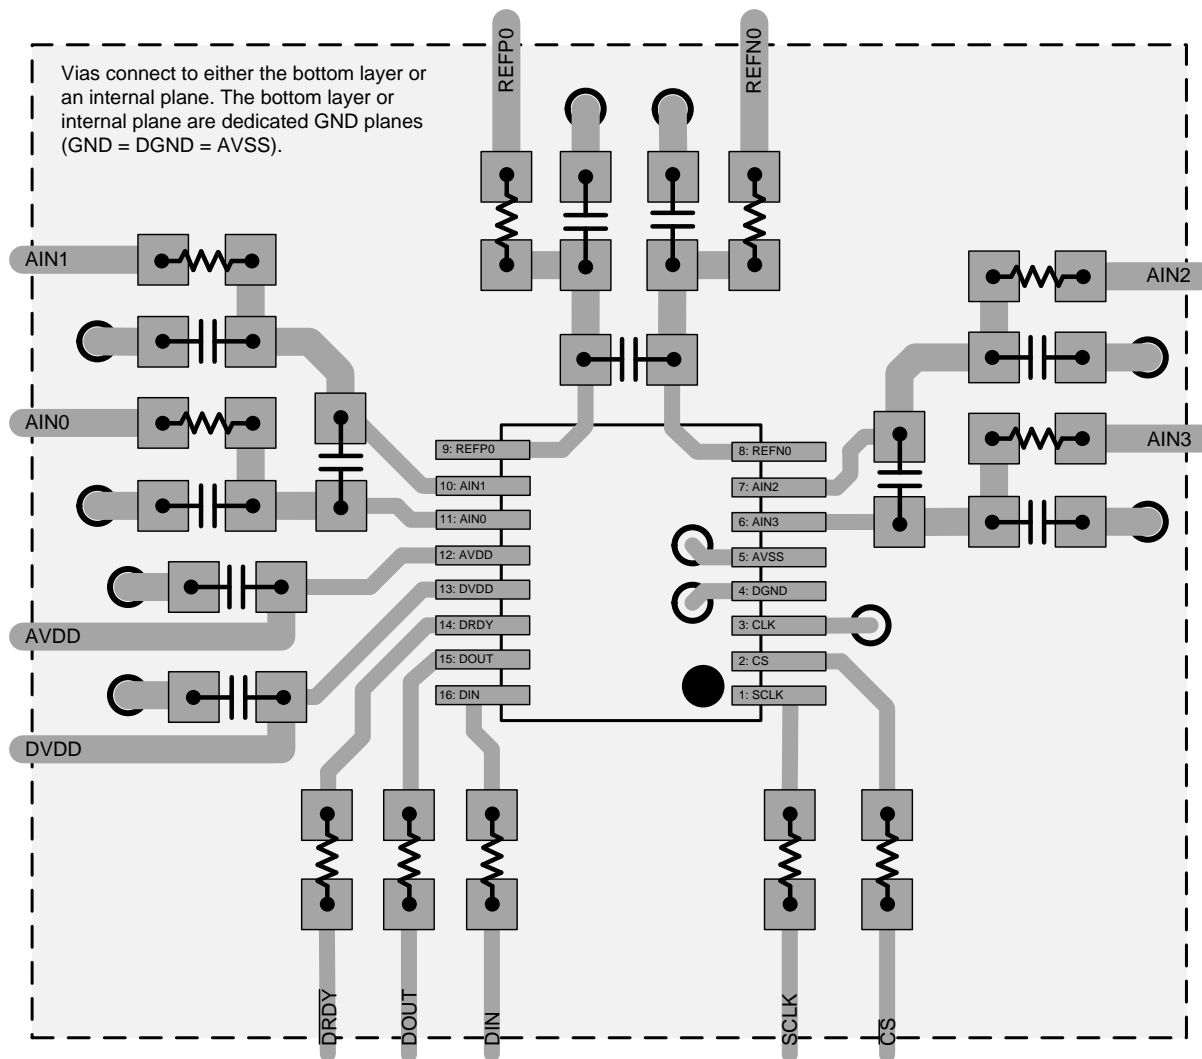 REFP0
REFN0
Vias connect to either the bottom layer or
an internal plane. The bottom layer or
internal plane are dedicated GND planes
(GND = DGND = AVSS).
AIN1
AIN2
AIN0
AIN3
9: REFP0
8: REFN0
10: AIN1
7: AIN2
11: AIN0
6: AIN3
12: AVDD
5: AVSS
13: DVDD
4: DGND
14: DRDY
3: CLK
15: DOUT
2: CS
16: DIN
1: SCLK
AVDD
DVDD
D̅R̅D̅Y̅
DOUT
DIN
SCLK
C̅S̅